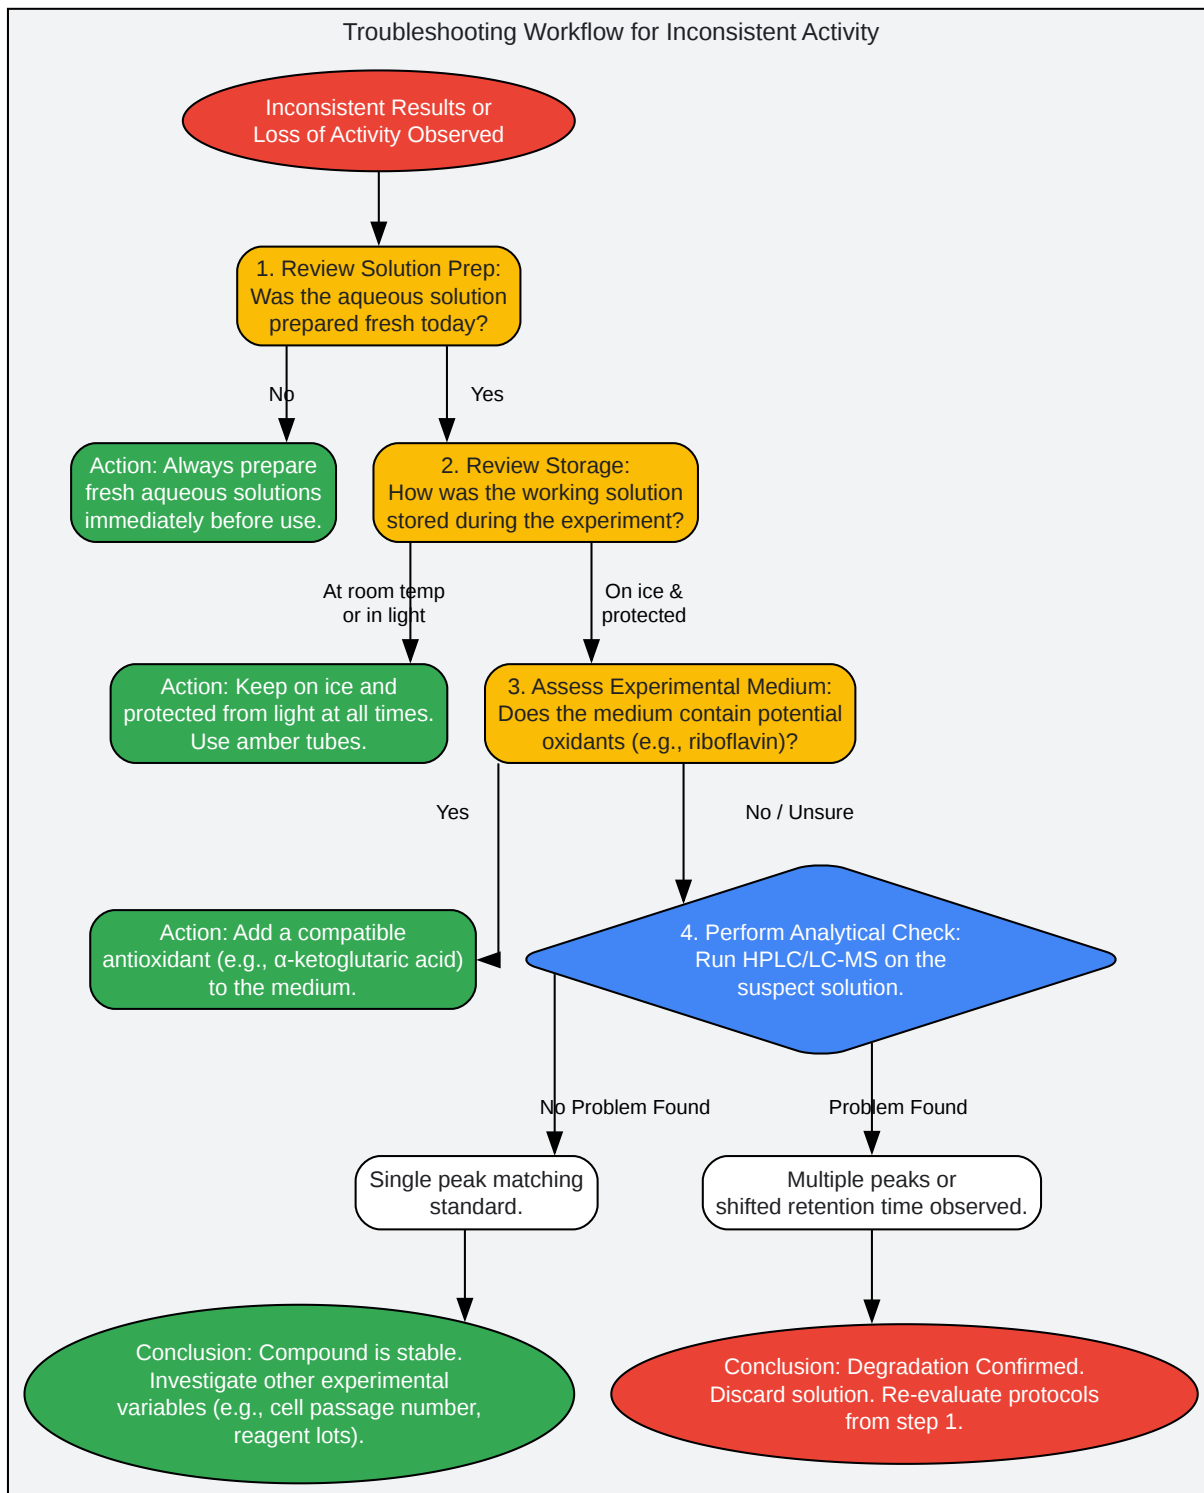 Troubleshooting Workflow for Inconsistent Activity
Inconsistent Results or
Loss of Activity Observed
1. Review Solution Prep:
Was the aqueous solution
prepared fresh today?
No
Yes
Action: Always prepare
fresh aqueous solutions
immediately before use.
2. Review Storage:
How was the working solution
stored during the experiment?
At room temp
or in light
On ice &
protected
Action: Keep on ice and
protected from light at all times.
Use amber tubes.
3. Assess Experimental Medium:
Does the medium contain potential
oxidants (e.g., riboflavin)?
Yes
No / Unsure
Action: Add a compatible
antioxidant (e.g., α-ketoglutaric acid)
to the medium.
4. Perform Analytical Check:
Run HPLC/LC-MS on the
suspect solution.
No Problem Found
Problem Found
Single peak matching
standard.
Multiple peaks or
shifted retention time observed.
Conclusion: Compound is stable.
Investigate other experimental
variables (e.g., cell passage number,
reagent lots).
Conclusion: Degradation Confirmed.
Discard solution. Re-evaluate protocols
from step 1.